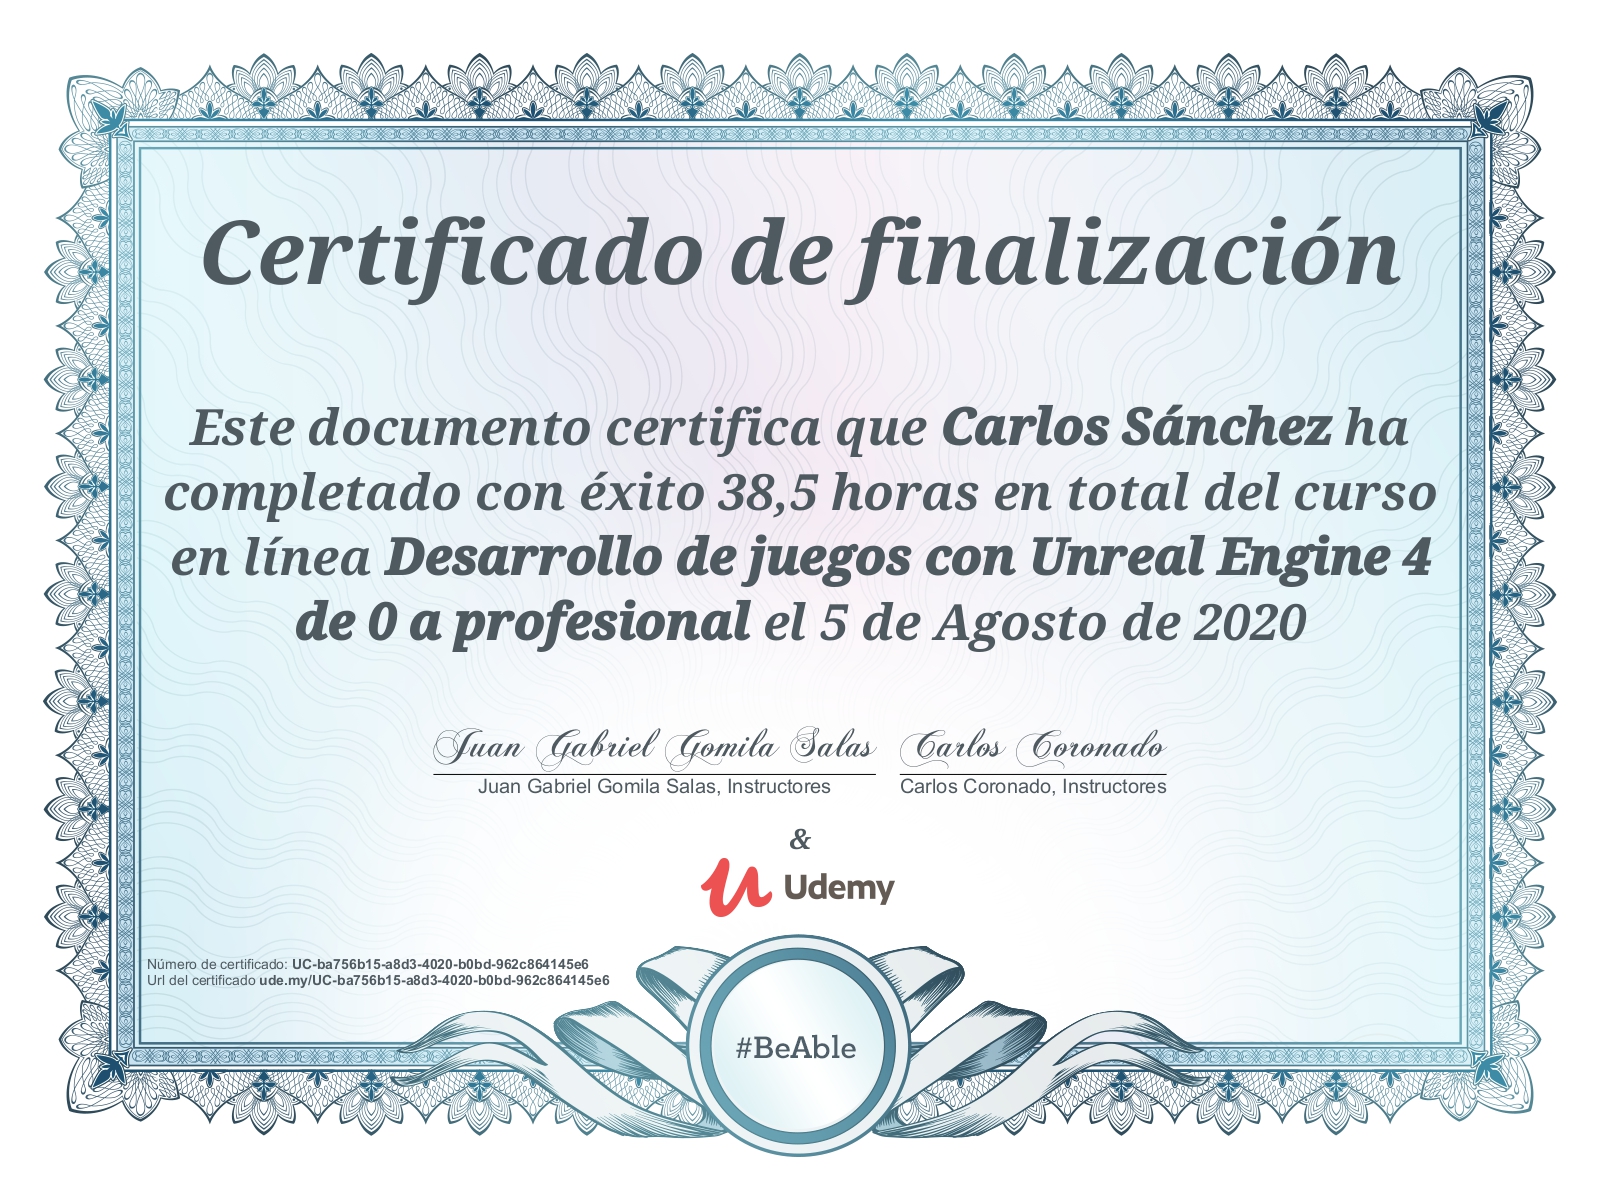 Certificado de finalización
Este documento certifica que Carlos Sánchez ha
completado con éxito 38,5 horas en total del curso
en línea Desarrollo de juegos con Unreal Engine 4
de 0 a profesional el 5 de Agosto de 2020
Juan Gabriel Gomila Salas Carlos Coronado
Juan Gabriel Gomila Salas, Instructores Carlos Coronado, Instructores
&
Udemy
Número de certificado: UC-ba756b15-a8d3-4020-b0bd-962c864145e6
Url del certificado ude.my/UC-ba756b15-a8d3-4020-b0bd-962c864145e6
#BeAble